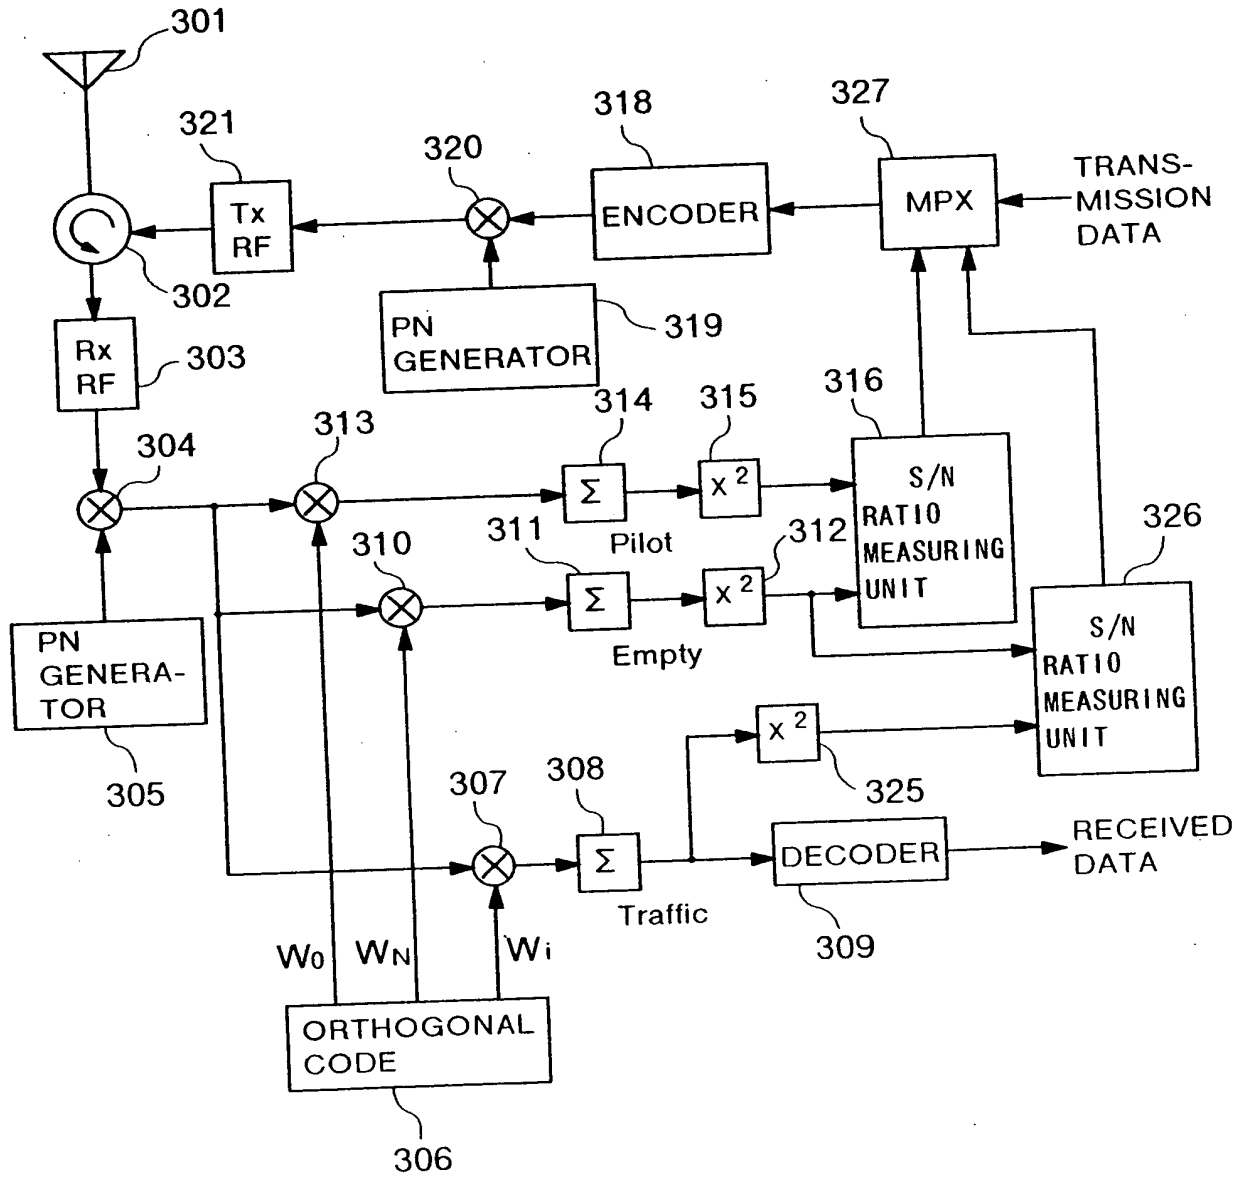 301
321
Tx
RF
320
318
ENCODER
327
MPX
TRANS-
MISSION
DATA
302
PN
GENERATOR
319
Rx
RF
303
304
313
314
Σ
Pilot
315
X 2
316
S/N
RATIO
MEASURING
UNIT
310
311
Σ
Empty
312
X 2
326
S/N
RATIO
MEASURING
UNIT
PN
GENERA-
TOR
305
307
308
Σ
Traffic
X 2
325
DECODER
309
RECEIVED
DATA
W0
WN
Wi
ORTHOGONAL
CODE
306